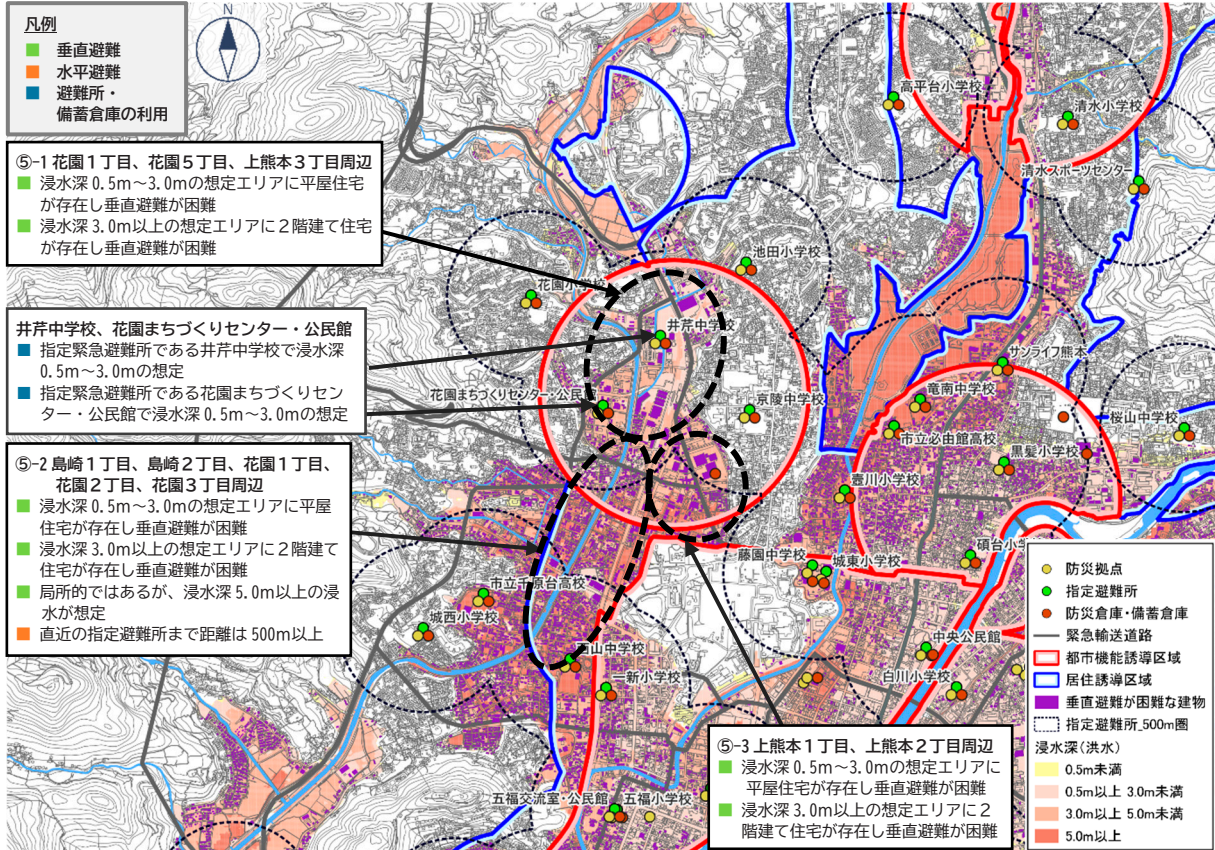 凡例
垂直避難
水平避難
避難所・
備蓄倉庫の利用
N
⑤-1 花園１丁目、花園５丁目、上熊本３丁目周辺
浸水深0.5m～3.0mの想定エリアに平屋住宅
が存在し垂直避難が困難
浸水深3.0m以上の想定エリアに２階建て住宅
が存在し垂直避難が困難
井芹中学校、花園まちづくりセンター・公民館
指定緊急避難所である井芹中学校で浸水深
0.5m～3.0mの想定
指定緊急避難所である花園まちづくりセン
ター・公民館で浸水深0.5m～3.0mの想定
⑤-2 島崎１丁目、島崎２丁目、花園１丁目、
花園２丁目、花園３丁目周辺
浸水深0.5m～3.0mの想定エリアに平屋
住宅が存在し垂直避難が困難
浸水深3.0m以上の想定エリアに２階建て
住宅が存在し垂直避難が困難
局所的ではあるが、浸水深5.0m以上の浸
水が想定
直近の指定避難所まで距離は500m以上
⑤-3 上熊本１丁目、上熊本２丁目周辺
浸水深0.5m～3.0mの想定エリアに
平屋住宅が存在し垂直避難が困難
浸水深3.0m以上の想定エリアに２
階建て住宅が存在し垂直避難が困難
高平台小学校
清水小学校
清水スポーツセンター
池田小学校
花園小学校
井芹中学校
サンライフ熊本
花園まちづくりセンター・公民
京陵中学校
竜南中学校
桜山中学校
市立必由館高校
黒髪小学校
壺川小学校
藤園中学校
城東小学校
碩台小学
市立千原台高校
城西小学校
山中学校
一新小学校
中央公民館
白川小学校
五福交流室・公民館
五福小学校
防災拠点
指定避難所
防災倉庫・備蓄倉庫
緊急輸送道路
都市機能誘導区域
居住誘導区域
垂直避難が困難な建物
指定避難所_500m圏
浸水深(洪水)
0.5m未満
0.5m以上 3.0m未満
3.0m以上 5.0m未満
5.0m以上